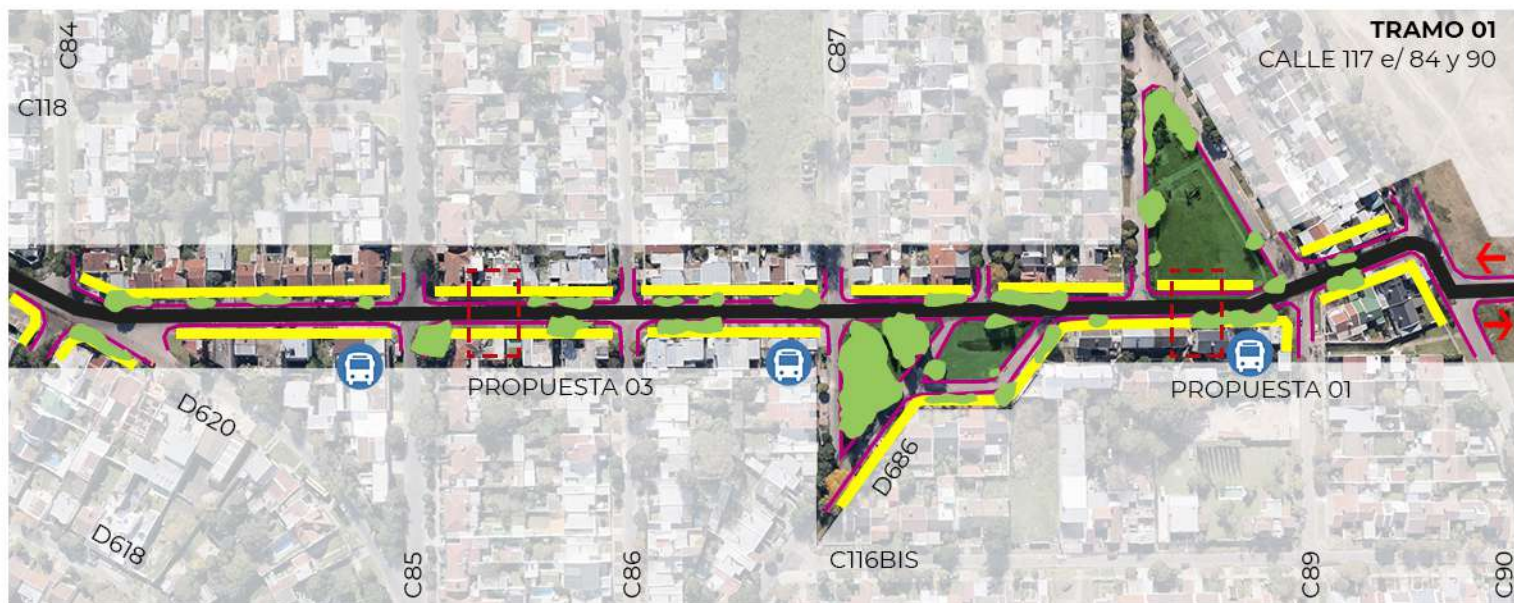 TRAMO 01
CALLE 117 e/ 84 y 90
C84
C118
C87
PROPUESTA 03
PROPUESTA 01
D620
D686
D618
C116BIS
C85
C86
C89
C90